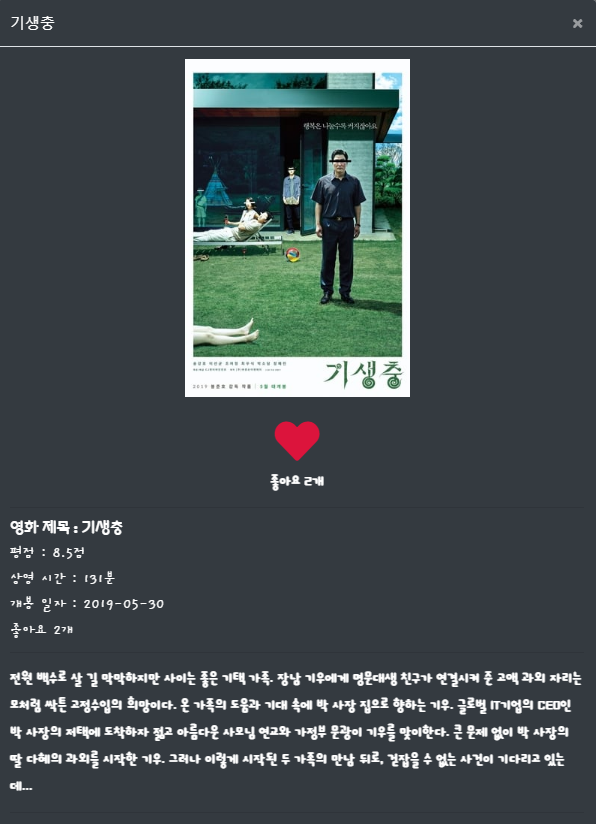 기생충
×
행복은 나눌수록 커지잖아요.
기생충
2019 봉준호 감독 작품 | 5월 대개봉
좋아요 2개
영화 제목 : 기생충
평점 : 8.5점
상영 시간 : 131분
개봉 일자 : 2019-05-30
좋아요 2개
전원 백수로 살 길 막막하지만 사이는 좋은 기택 가족. 장남 기우에게 명문대생 친구가 연결시켜 준 고액 과외 자리는
모처럼 싹튼 고정수입의 희망이다. 온 가족의 도움과 기대 속에 박 사장 집으로 향하는 기우. 글로벌 IT기업의 CEO인
박 사장의 저택에 도착하자 젊고 아름다운 사모님 연교와 가정부 문광이 기우를 맞이한다. 큰 문제 없이 박 사장의
딸 다혜의 과외를 시작한 기우. 그러나 이렇게 시작된 두 가족의 만남 뒤로, 걷잡을 수 없는 사건이 기다리고 있는
데...